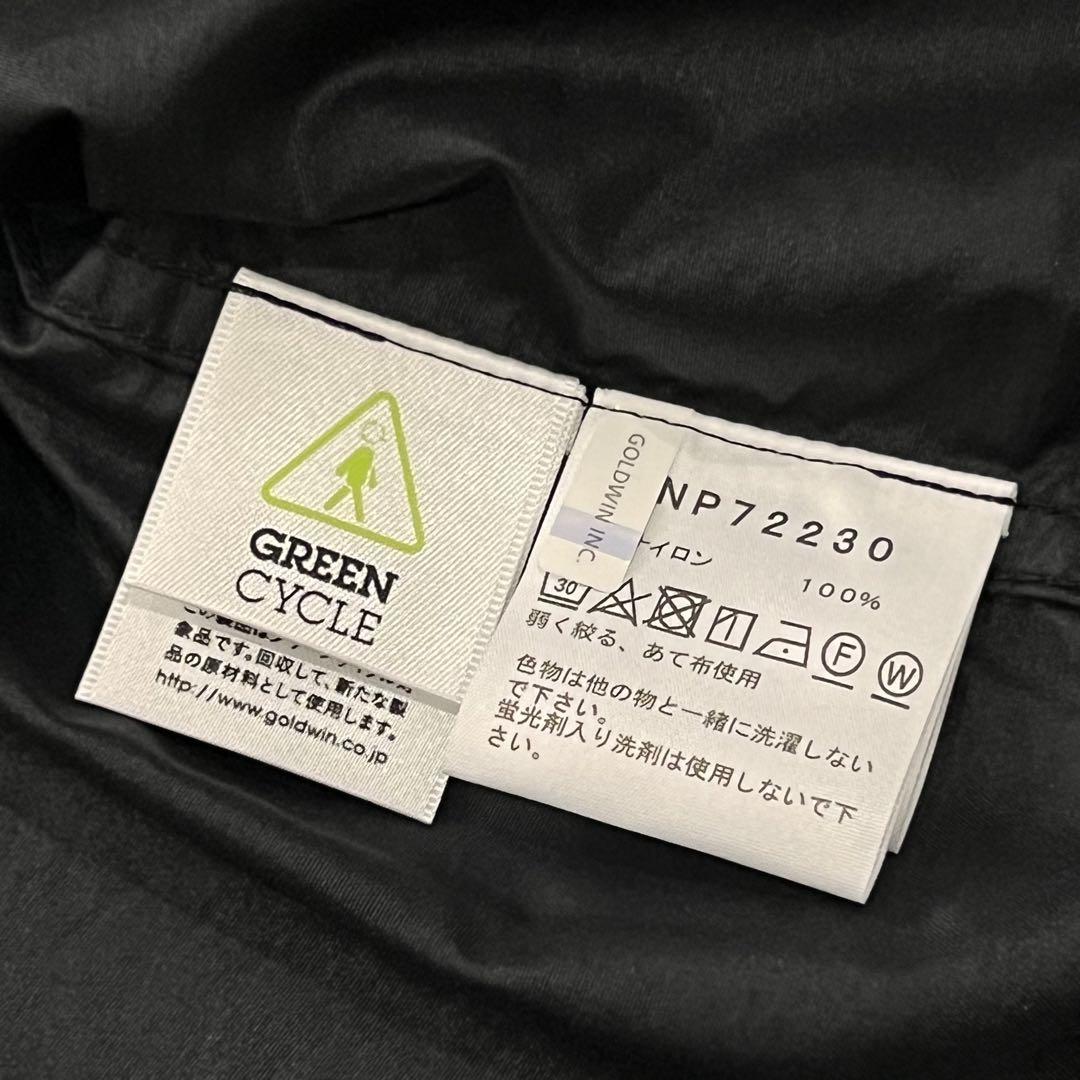 GREEN
CYCLE
象品です。回収して、新たな製
品の原材料として使用します。
http://www.goldwin.co.jp
GOLDWIN INC.
NP72230
イロン 100%
30
F
W
弱く絞る、あて布使用
色物は他の物と一緒に洗濯しない
で下さい。
蛍光剤入り洗剤は使用しないで下
さい。